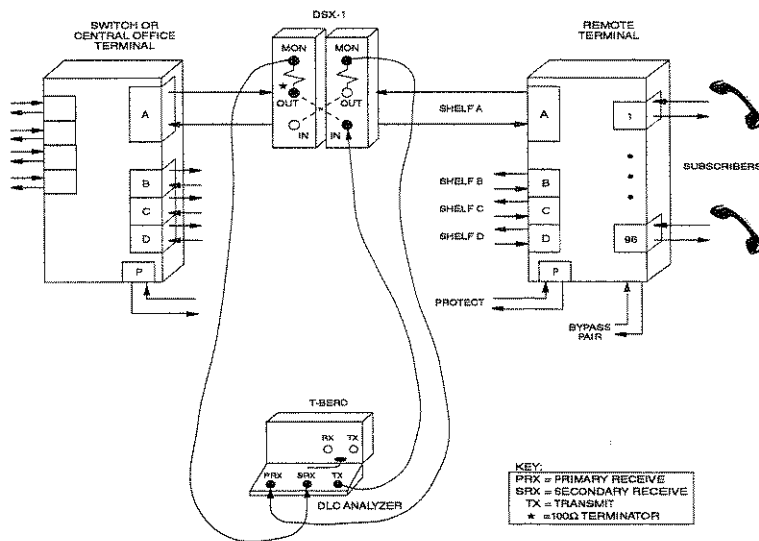 DSX-1
SWITCH OR
CENTRAL OFFICE
TERMINAL
REMOTE
TERMINAL
MON
MON
★
OUT
OUT
IN
IN
A
B
C
D
P
SHELF A
SHELF B
SHELF C
SHELF D
PROTECT
A
B
C
D
P
1
96
SUBSCRIBERS
BYPASS
PAIR
T-BERD
RX
TX
PRX
SRX
TX
DLC ANALYZER
KEY:
PRX = PRIMARY RECEIVE
SRX = SECONDARY RECEIVE
TX = TRANSMIT
★ =100Ω TERMINATOR